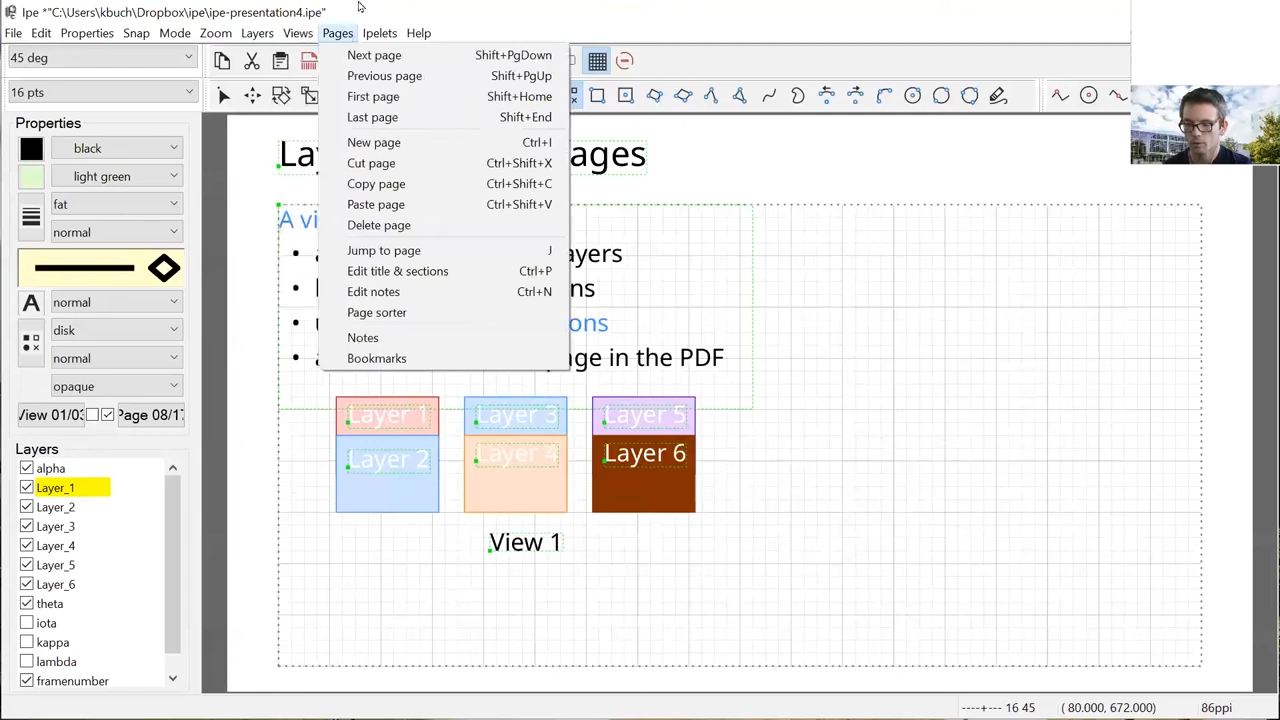 Ipe *"C:\Users\kbuch\Dropbox\ipe\ipe-presentation4.ipe"
File Edit Properties Snap Mode Zoom Layers Views Pages Ipelets Help
45 deg
16 pts
Next page Shift+PgDown
Previous page Shift+PgUp
First page Shift+Home
Last page Shift+End
New page Ctrl+I
Cut page Ctrl+Shift+X
Copy page Ctrl+Shift+C
Paste page Ctrl+Shift+V
Delete page
Jump to page J
Edit title & sections Ctrl+P
Edit notes Ctrl+N
Page sorter
Notes
Bookmarks
Properties
black
light green
fat
normal
A normal
disk
normal
opaque
View 01/03 Page 08/17
Layers
alpha
Layer_1
Layer_2
Layer_3
Layer_4
Layer_5
Layer_6
theta
iota
kappa
lambda
framenumber
A
in the PDF
Layer 1 Layer 3 Layer 5
Layer 2 Layer 4 Layer 6
View 1
----+--- 16 45 ( 80.000, 672.000) 86ppi